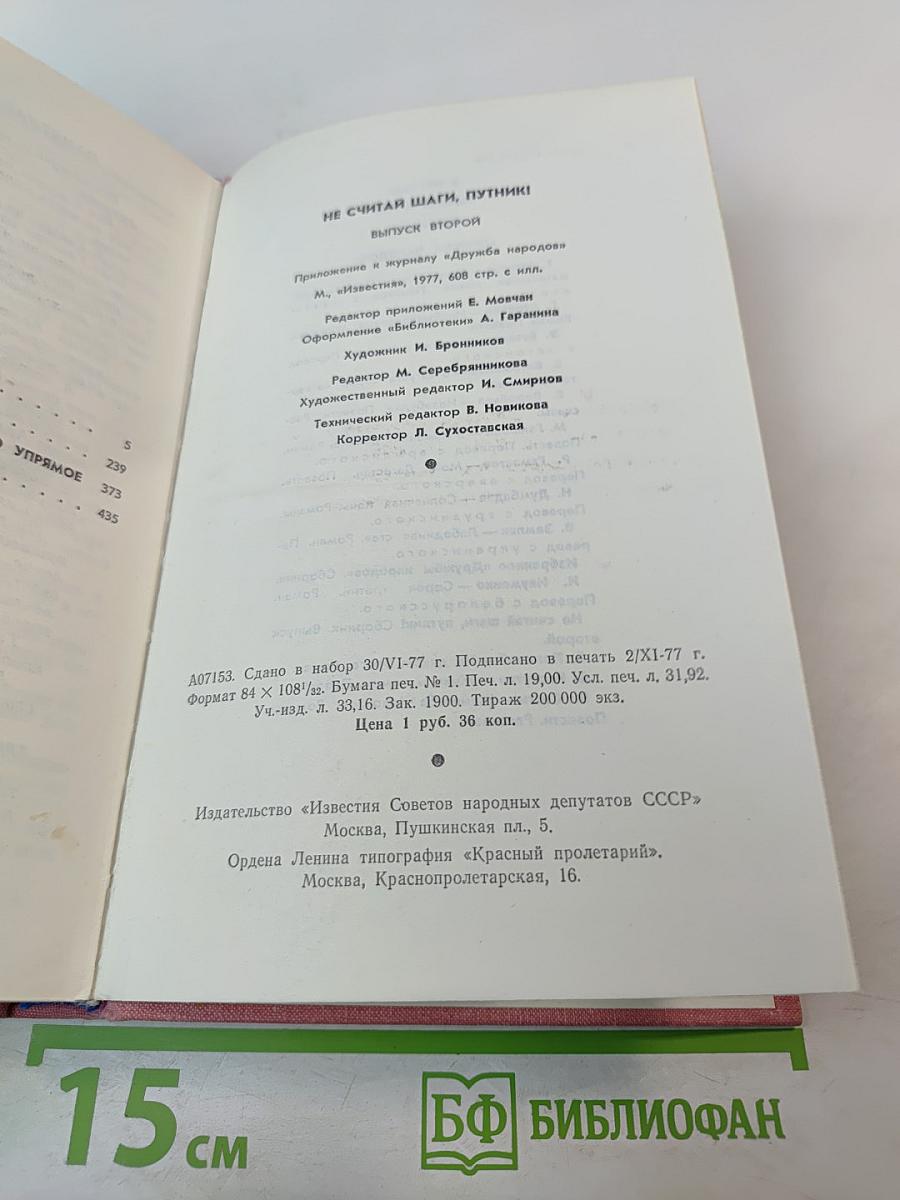 5
239
УПРЯМОЕ 373
435
НЕ СЧИТАЙ ШАГИ, ПУТНИК!
ВЫПУСК ВТОРОЙ
Приложение к журналу «Дружба народов»
М., «Известия», 1977, 608 стр. с илл.
Редактор приложений Е. Мовчан
Оформление «Библиотеки» А. Гаранина
Художник И. Бронников
Редактор М. Серебрянникова
Художественный редактор И. Смирнов
Технический редактор В. Новикова
Корректор Л. Сухоставская
А07153. Сдано в набор 30/VI-77 г. Подписано в печать 2/XI-77 г.
Формат 84 × 108¹/₃₂. Бумага печ. № 1. Печ. л. 19,00. Усл. печ. л. 31,92.
Уч.-изд. л. 33,16. Зак. 1900. Тираж 200 000 экз.
Цена 1 руб. 36 коп.
Издательство «Известия Советов народных депутатов СССР»
Москва, Пушкинская пл., 5.
Ордена Ленина типография «Красный пролетарий».
Москва, Краснопролетарская, 16.
15 см
БФ БИБЛИОФАН